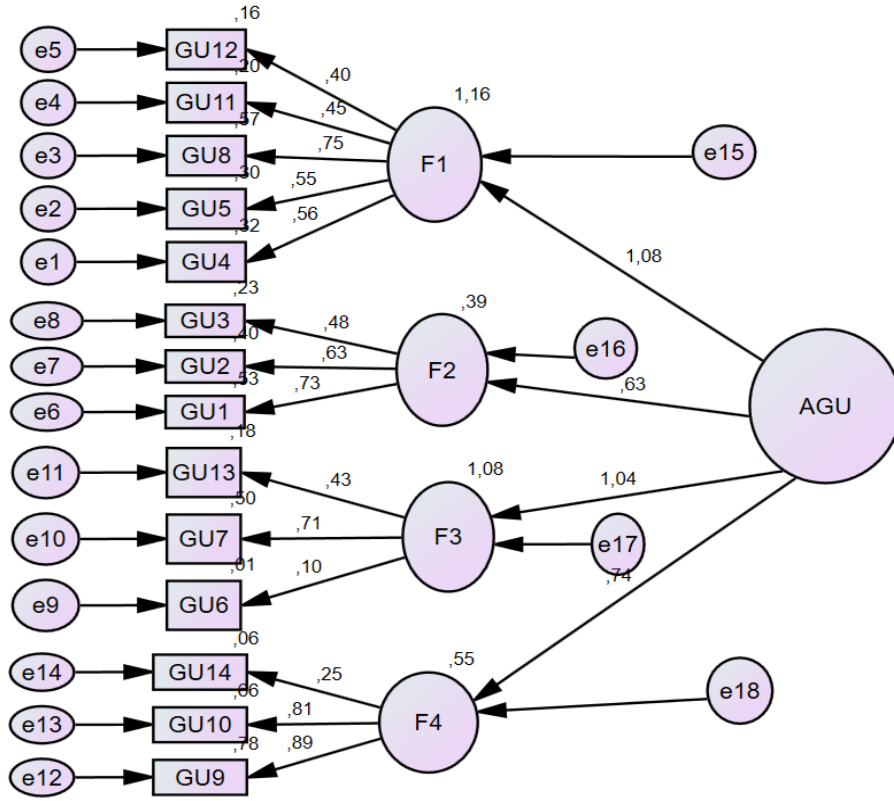 ,16
e5
GU12
,20
,40
e4
GU11
,57
,45
1,16
e3
GU8
,30
,75
F1
e15
e2
GU5
,32
,55
e1
GU4
,56
1,08
,23
e8
GU3
,40
,48
,39
e7
GU2
,53
,63
F2
e16
,63
e6
GU1
,73
AGU
,18
e11
GU13
,50
,43
1,08
1,04
e10
GU7
,01
,71
F3
e17
,74
e9
GU6
,10
,06
e14
GU14
,66
,25
,55
e13
GU10
,78
,81
F4
e18
e12
GU9
,89